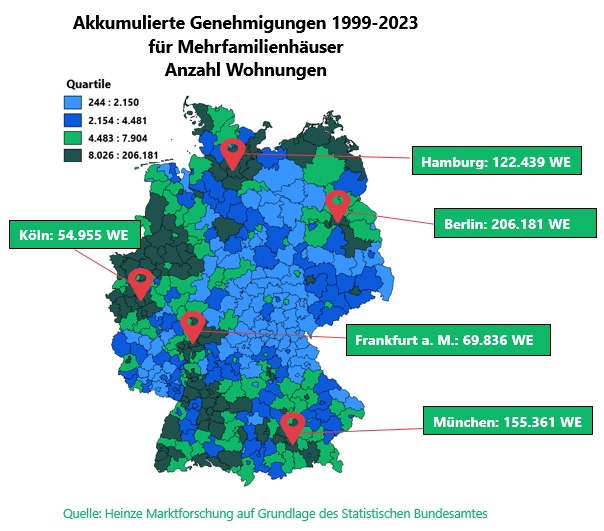 Akkumulierte Genehmigungen 1999-2023
für Mehrfamilienhäuser
Anzahl Wohnungen
Quartile
244 : 2.150
2.154 : 4.481
4.483 : 7.904
8.026 : 206.181
Hamburg: 122.439 WE
Berlin: 206.181 WE
Köln: 54.955 WE
Frankfurt a. M.: 69.836 WE
München: 155.361 WE
Quelle: Heinze Marktforschung auf Grundlage des Statistischen Bundesamtes